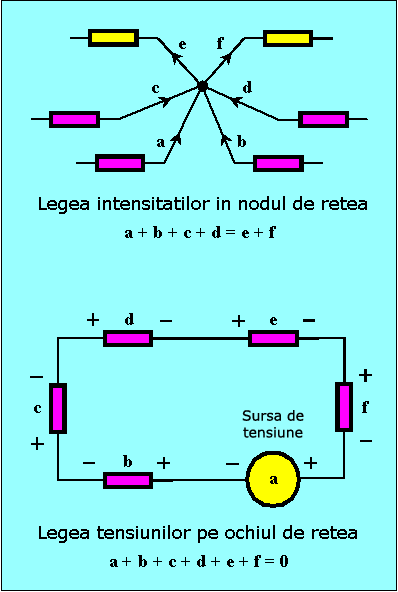 e f
c d
a b
Legea intensitatilor in nodul de retea
a + b + c + d = e + f
+ d − + e −
− +
c f
+ −
Sursa de
tensiune
− b + − a +
Legea tensiunilor pe ochiul de retea
a + b + c + d + e + f = 0